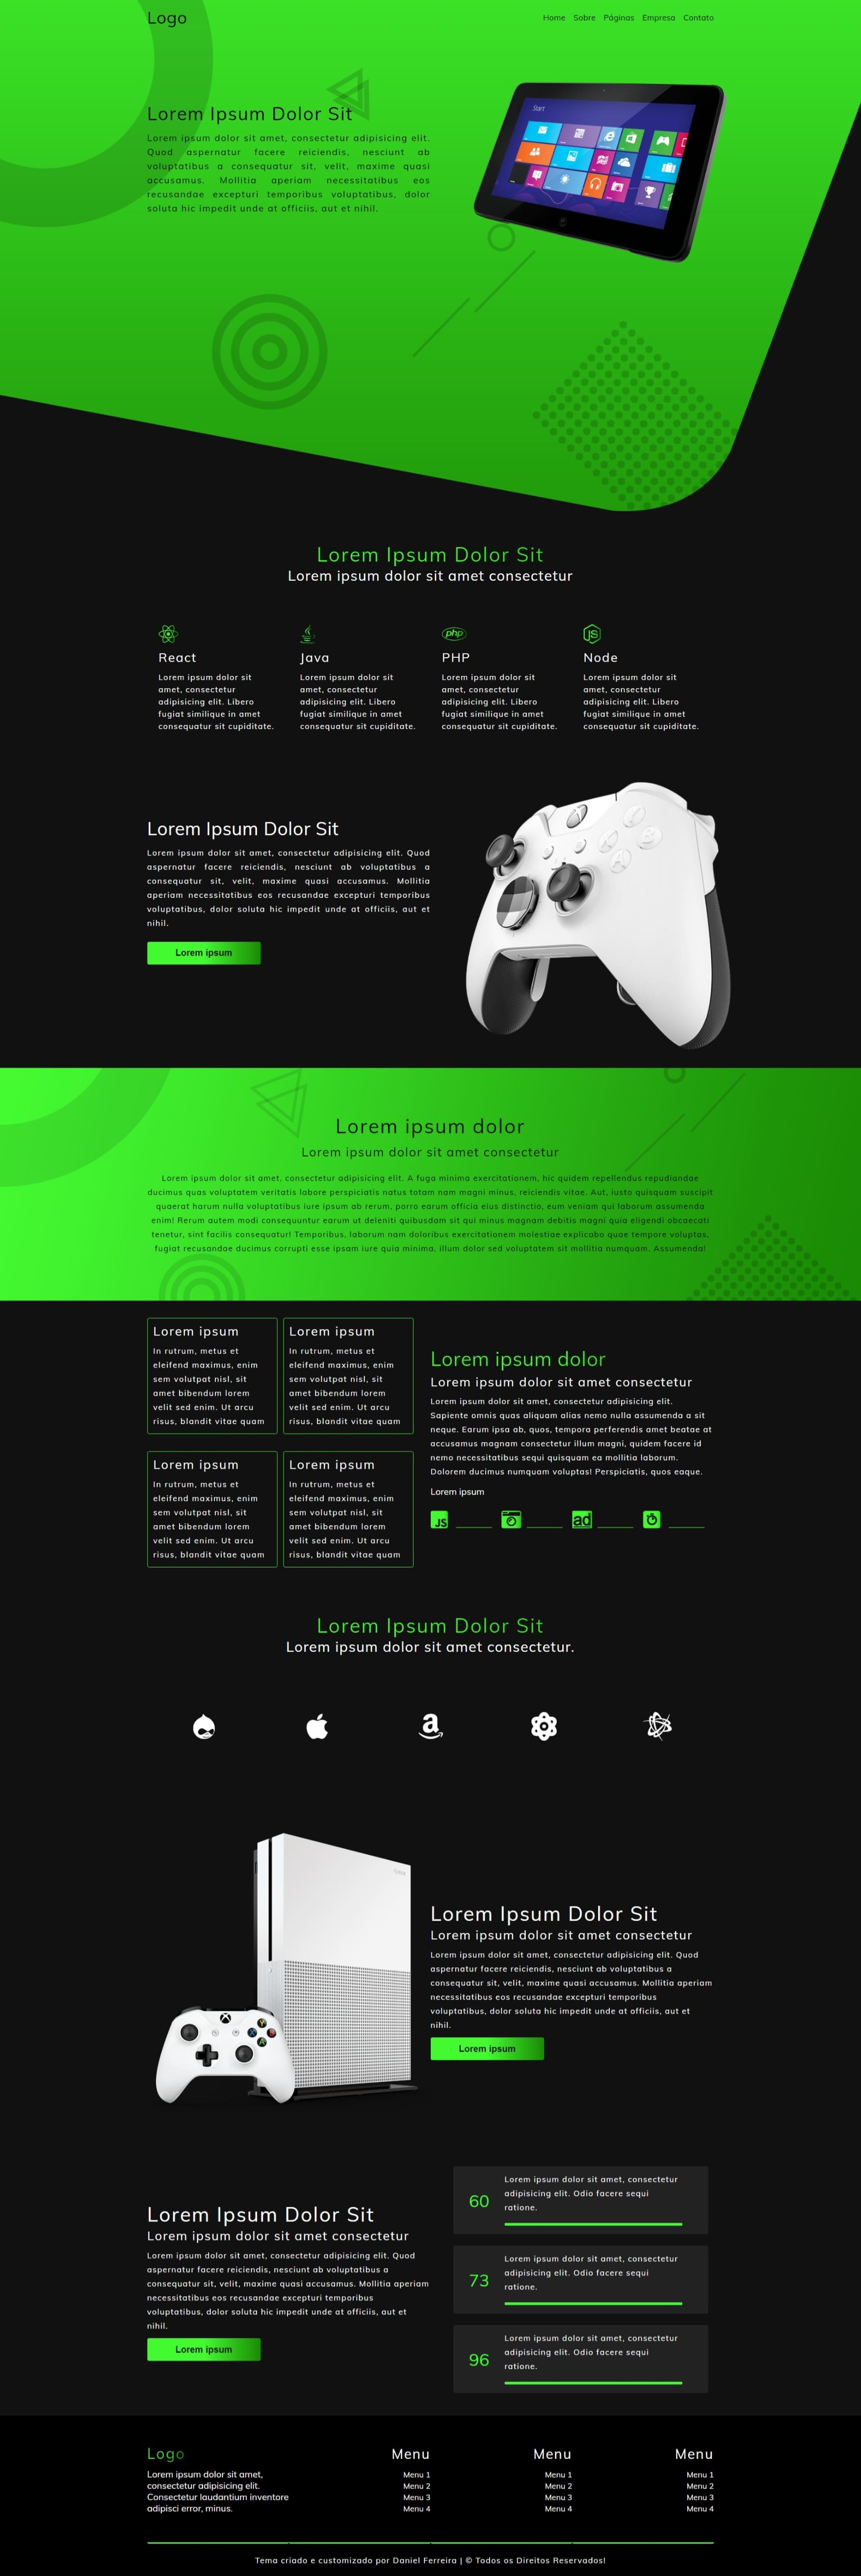 Logo
Home Sobre Páginas Empresa Contato
Lorem Ipsum Dolor Sit
Lorem ipsum dolor sit amet, consectetur adipisicing elit.
Quod aspernatur facere reiciendis, nesciunt ab
voluptatibus a consequatur sit, velit, maxime quasi
accusamus. Mollitia aperiam necessitatibus eos
recusandae excepturi temporibus voluptatibus, dolor
soluta hic impedit unde at officiis, aut et nihil.
Start
Lorem Ipsum Dolor Sit
Lorem ipsum dolor sit amet consectetur
php
JS
React
Lorem ipsum dolor sit
amet, consectetur
adipisicing elit. Libero
fugiat similique in amet
consequatur sit cupiditate.
Java
Lorem ipsum dolor sit
amet, consectetur
adipisicing elit. Libero
fugiat similique in amet
consequatur sit cupiditate.
PHP
Lorem ipsum dolor sit
amet, consectetur
adipisicing elit. Libero
fugiat similique in amet
consequatur sit cupiditate.
Node
Lorem ipsum dolor sit
amet, consectetur
adipisicing elit. Libero
fugiat similique in amet
consequatur sit cupiditate.
Lorem Ipsum Dolor Sit
Lorem ipsum dolor sit amet, consectetur adipisicing elit. Quod
aspernatur facere reiciendis, nesciunt ab voluptatibus a
consequatur sit, velit, maxime quasi accusamus. Mollitia
aperiam necessitatibus eos recusandae excepturi temporibus
voluptatibus, dolor soluta hic impedit unde at officiis, aut et
nihil.
Lorem ipsum
Lorem ipsum dolor
Lorem ipsum dolor sit amet consectetur
Lorem ipsum dolor sit amet, consectetur adipisicing elit. A fuga minima exercitationem, hic quidem repellendus repudiandae
ducimus quas voluptatem veritatis labore perspiciatis natus totam nam magni minus, reiciendis vitae. Aut, iusto quisquam suscipit
quaerat harum nulla voluptatibus iure ipsum ab rerum, porro earum officia eius distinctio, eum veniam qui laborum assumenda
enim! Rerum autem modi consequuntur earum ut deleniti quibusdam sit qui minus magnam debitis magni quia eligendi obcaecati
tenetur, sint facilis consequatur! Temporibus, laborum nam doloribus exercitationem molestiae explicabo quae tempore voluptas,
fugiat recusandae ducimus corrupti esse ipsam iure quia minima, illum dolor sed voluptatem sit mollitia numquam. Assumenda!
Lorem ipsum
In rutrum, metus et
eleifend maximus, enim
sem volutpat nisl, sit
amet bibendum lorem
velit sed enim. Ut arcu
risus, blandit vitae quam
Lorem ipsum
In rutrum, metus et
eleifend maximus, enim
sem volutpat nisl, sit
amet bibendum lorem
velit sed enim. Ut arcu
risus, blandit vitae quam
Lorem ipsum
In rutrum, metus et
eleifend maximus, enim
sem volutpat nisl, sit
amet bibendum lorem
velit sed enim. Ut arcu
risus, blandit vitae quam
Lorem ipsum
In rutrum, metus et
eleifend maximus, enim
sem volutpat nisl, sit
amet bibendum lorem
velit sed enim. Ut arcu
risus, blandit vitae quam
Lorem ipsum dolor
Lorem ipsum dolor sit amet consectetur
Lorem ipsum dolor sit amet, consectetur adipisicing elit.
Sapiente omnis quas aliquam alias nemo nulla assumenda a sit
neque. Earum ipsa ab, quos, tempora perferendis amet beatae at
accusamus magnam consectetur illum magni, quidem facere id
nemo necessitatibus sequi quisquam ea mollitia laborum.
Dolorem ducimus numquam voluptas! Perspiciatis, quos eaque.
Lorem ipsum
JS
ad
Lorem Ipsum Dolor Sit
Lorem ipsum dolor sit amet consectetur.
a
Lorem Ipsum Dolor Sit
Lorem ipsum dolor sit amet consectetur
Lorem ipsum dolor sit amet, consectetur adipisicing elit. Quod
aspernatur facere reiciendis, nesciunt ab voluptatibus a
consequatur sit, velit, maxime quasi accusamus. Mollitia aperiam
necessitatibus eos recusandae excepturi temporibus
voluptatibus, dolor soluta hic impedit unde at officiis, aut et
nihil.
Lorem ipsum
Y
X
B
A
Lorem Ipsum Dolor Sit
Lorem ipsum dolor sit amet consectetur
Lorem ipsum dolor sit amet, consectetur adipisicing elit. Quod
aspernatur facere reiciendis, nesciunt ab voluptatibus a
consequatur sit, velit, maxime quasi accusamus. Mollitia aperiam
necessitatibus eos recusandae excepturi temporibus
voluptatibus, dolor soluta hic impedit unde at officiis, aut et
nihil.
Lorem ipsum
60
Lorem ipsum dolor sit amet, consectetur
adipisicing elit. Odio facere sequi
ratione.
73
Lorem ipsum dolor sit amet, consectetur
adipisicing elit. Odio facere sequi
ratione.
96
Lorem ipsum dolor sit amet, consectetur
adipisicing elit. Odio facere sequi
ratione.
Logo
Lorem ipsum dolor sit amet,
consectetur adipisicing elit.
Consectetur laudantium inventore
adipisci error, minus.
Menu
Menu 1
Menu 2
Menu 3
Menu 4
Menu
Menu 1
Menu 2
Menu 3
Menu 4
Menu
Menu 1
Menu 2
Menu 3
Menu 4
Tema criado e customizado por Daniel Ferreira | © Todos os Direitos Reservados!